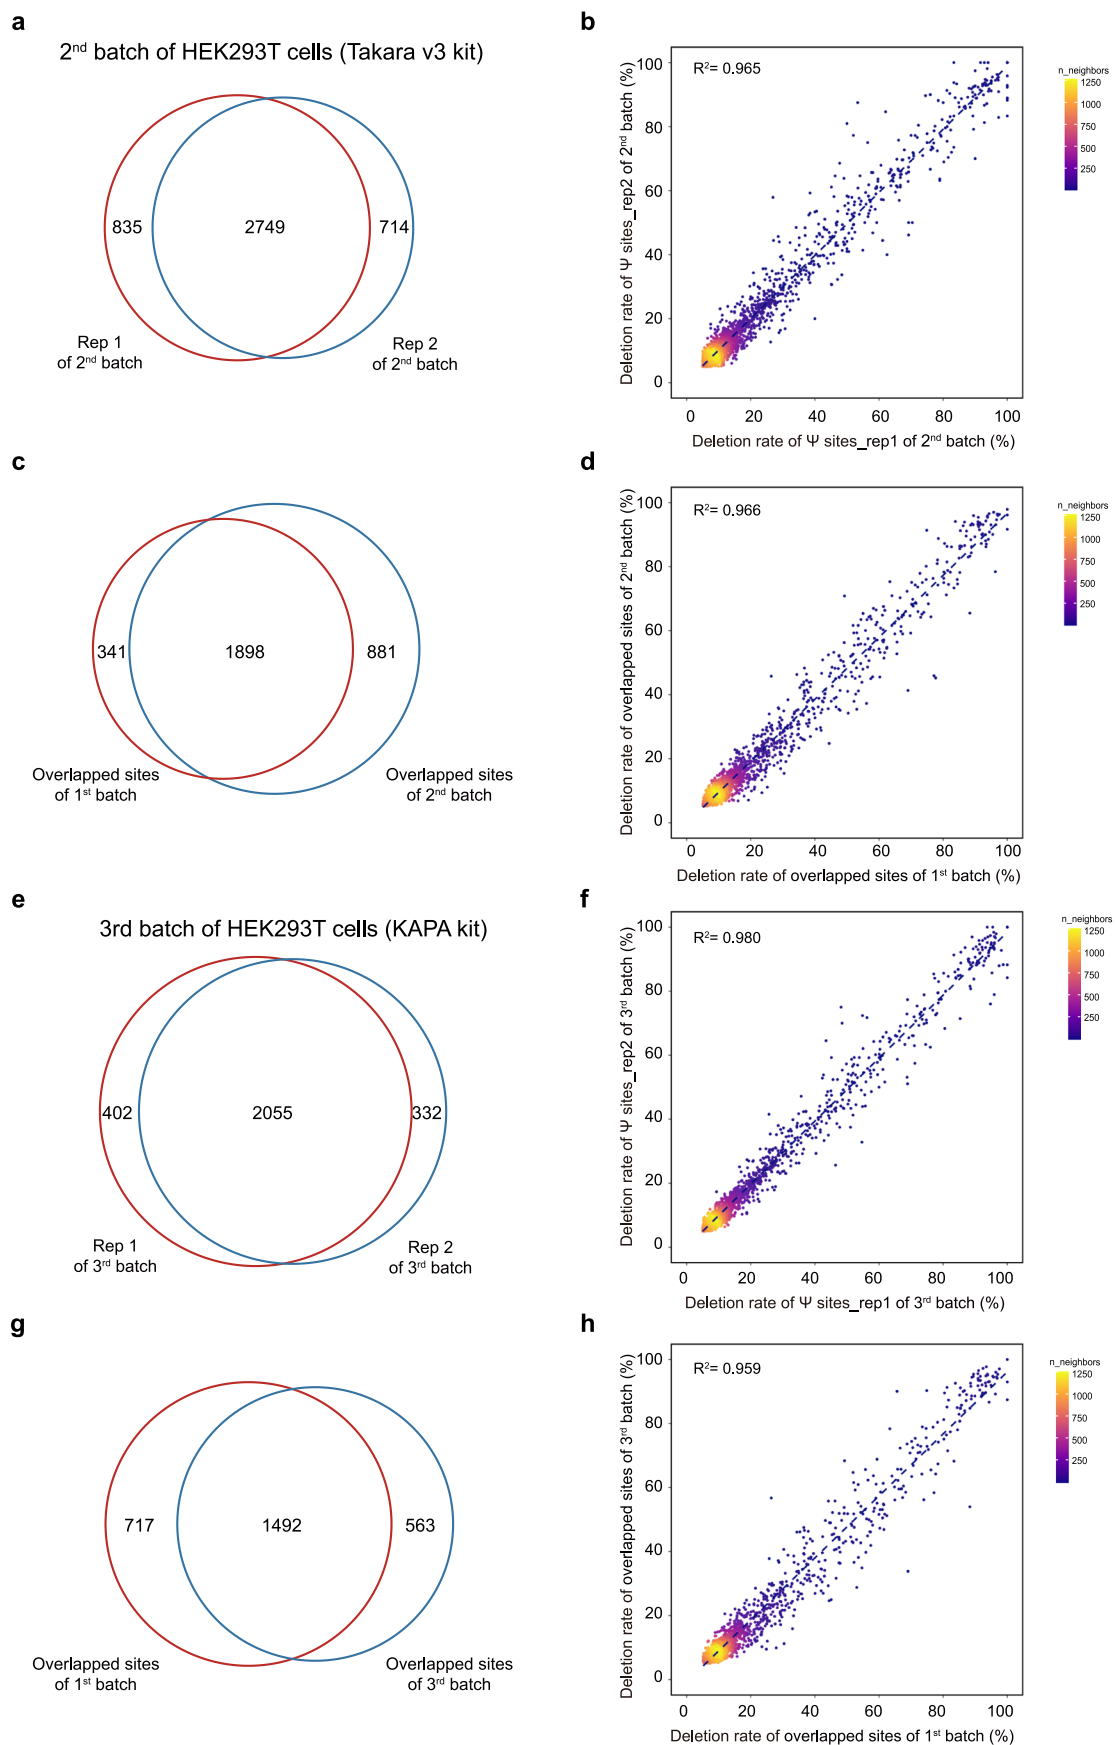 a
2nd batch of HEK293T cells (Takara v3 kit)
835
2749
714
Rep 1
of 2nd batch
Rep 2
of 2nd batch
b
R2= 0.965
Deletion rate of Ψ sites_rep2 of 2nd batch (%)
100
80
60
40
20
0
0 20 40 60 80 100
Deletion rate of Ψ sites_rep1 of 2nd batch (%)
n_neighbors
1250
1000
750
500
250
c
341
1898
881
Overlapped sites
of 1st batch
Overlapped sites
of 2nd batch
d
R2= 0.966
Deletion rate of overlapped sites of 2nd batch (%)
100
80
60
40
20
0
0 20 40 60 80 100
Deletion rate of overlapped sites of 1st batch (%)
n_neighbors
1250
1000
750
500
250
e
3rd batch of HEK293T cells (KAPA kit)
402
2055
332
Rep 1
of 3rd batch
Rep 2
of 3rd batch
f
R2= 0.980
Deletion rate of Ψ sites_rep2 of 3rd batch (%)
100
80
60
40
20
0
0 20 40 60 80 100
Deletion rate of Ψ sites_rep1 of 3rd batch (%)
n_neighbors
1250
1000
750
500
250
g
717
1492
563
Overlapped sites
of 1st batch
Overlapped sites
of 3rd batch
h
R2= 0.959
Deletion rate of overlapped sites of 3rd batch (%)
100
80
60
40
20
0
0 20 40 60 80 100
Deletion rate of overlapped sites of 1st batch (%)
n_neighbors
1250
1000
750
500
250